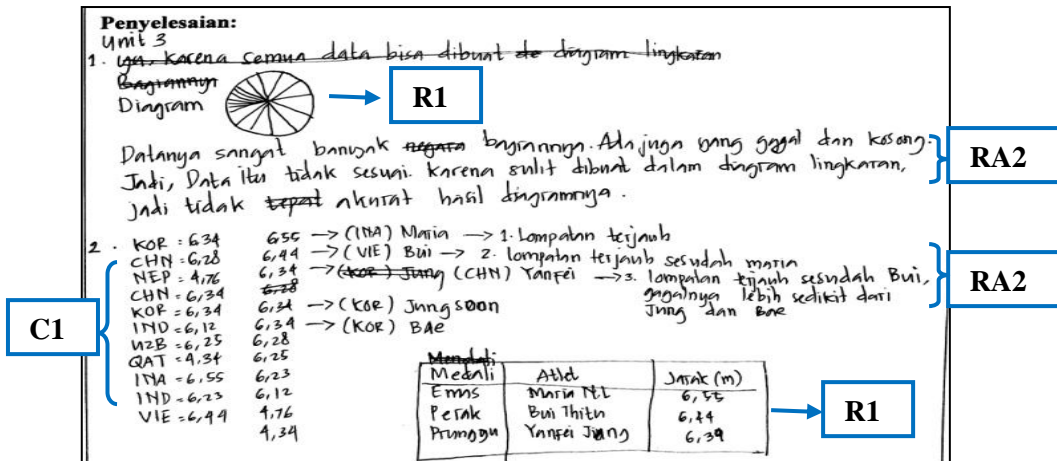 Penyelesaian:
Unit 3
1. iya, karena semua data bisa dibuat de diagram lingkaran
Bagiannya
Diagram
R1
Datanya sangat banyak negara bagiannya. Ada juga yang gagal dan kosong.
Jadi, Data itu tidak sesuai. karena sulit dibuat dalam diagram lingkaran,
jadi tidak tepat akurat hasil diagramnya.
RA2
2. KOR = 6,34
CHN = 6,28
NEP = 4,76
CHN = 6,34
KOR = 6,34
IND = 6,12
UZB = 6,25
QAT = 4,34
INA = 6,55
IND = 6,23
VIE = 6,44
C1
6,55 → (INA) Maria → 1. Lompatan terjauh
6,44 → (VIE) Bui → 2. lompatan terjauh sesudah maria
6,34 → (KOR) Jung (CHN) Yanfei → 3. lompatan terjauh sesudah Bui,
gagalnya lebih sedikit dari
Jung dan Bae
6,28
6,34 → (KOR) Jungsoon
6,34 → (KOR) BAe
6,28
6,25
6,23
6,12
4,76
4,34
RA2
Medali Atlet Jarak (m)
Emas Maria N.L 6,55
Perak Bui Thitu 6,44
Prunggu Yanfei Jiang 6,34
R1